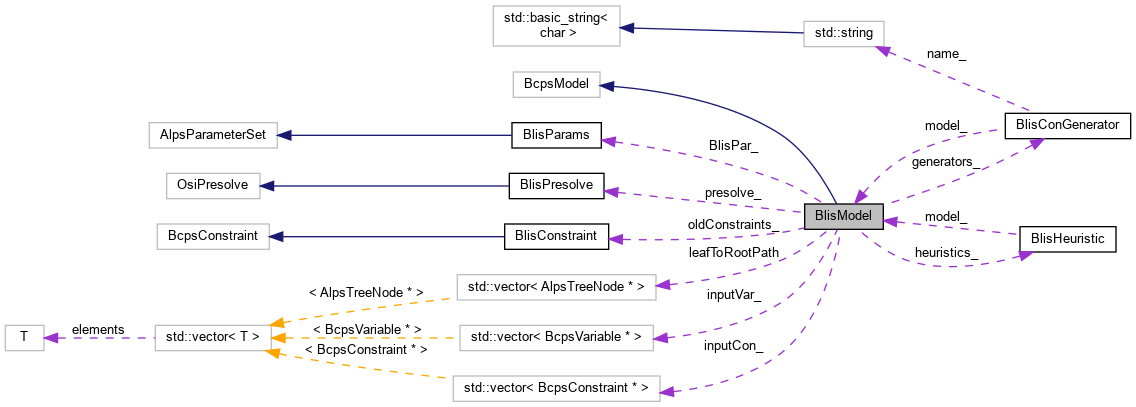 std::basic_string<
char >
std::string
name_
BcpsModel
BlisConGenerator
model_
AlpsParameterSet
BlisParams
BlisPar_
generators_
OsiPresolve
BlisPresolve
presolve_
BlisModel
model_
oldConstraints_
BcpsConstraint
BlisConstraint
BlisHeuristic
leafToRootPath
heuristics_
< AlpsTreeNode * >
std::vector< AlpsTreeNode * >
inputVar_
T
elements
std::vector< T >
< BcpsVariable * >
std::vector< BcpsVariable * >
< BcpsConstraint * >
inputCon_
std::vector< BcpsConstraint * >